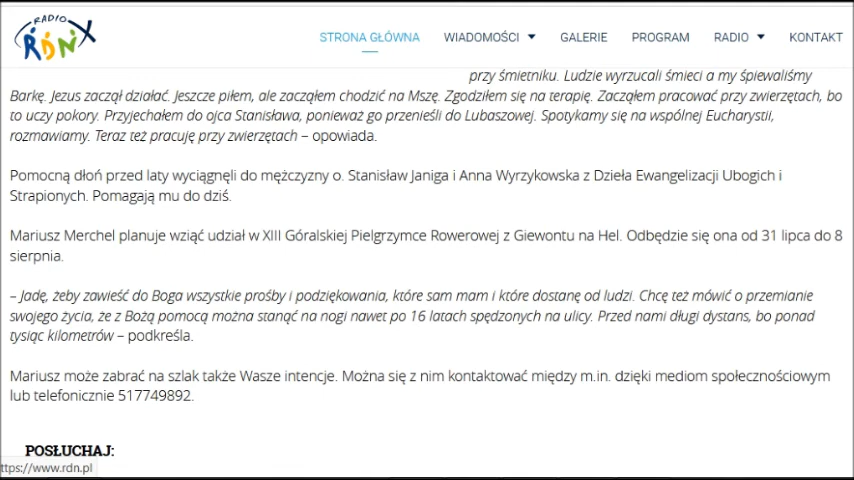 RADIO
RDN
STRONA GŁÓWNA WIADOMOŚCI GALERIE PROGRAM RADIO KONTAKT
przy śmietniku. Ludzie wyrzucali śmieci a my śpiewaliśmy
Barkę. Jezus zaczął działać. Jeszcze piłem, ale zacząłem chodzić na Mszę. Zgodziłem się na terapię. Zacząłem pracować przy zwierzętach, bo
to uczy pokory. Przyjechałem do ojca Stanisława, ponieważ go przenieśli do Lubaszowej. Spotykamy się na wspólnej Eucharystii,
rozmawiamy. Teraz też pracuję przy zwierzętach – opowiada.
Pomocną dłoń przed laty wyciągnęli do mężczyzny o. Stanisław Janiga i Anna Wyrzykowska z Dzieła Ewangelizacji Ubogich i
Strapionych. Pomagają mu do dziś.
Mariusz Merchel planuje wziąć udział w XIII Góralskiej Pielgrzymce Rowerowej z Giewontu na Hel. Odbędzie się ona od 31 lipca do 8
sierpnia.
– Jadę, żeby zawieść do Boga wszystkie prośby i podziękowania, które sam mam i które dostanę od ludzi. Chcę też mówić o przemianie
swojego życia, że z Bożą pomocą można stanąć na nogi nawet po 16 latach spędzonych na ulicy. Przed nami długi dystans, bo ponad
tysiąc kilometrów – podkreśla.
Mariusz może zabrać na szlak także Wasze intencje. Można się z nim kontaktować między m.in. dzięki mediom społecznościowym
lub telefonicznie 517749892.
POSŁUCHAJ:
ttps://www.rdn.pl